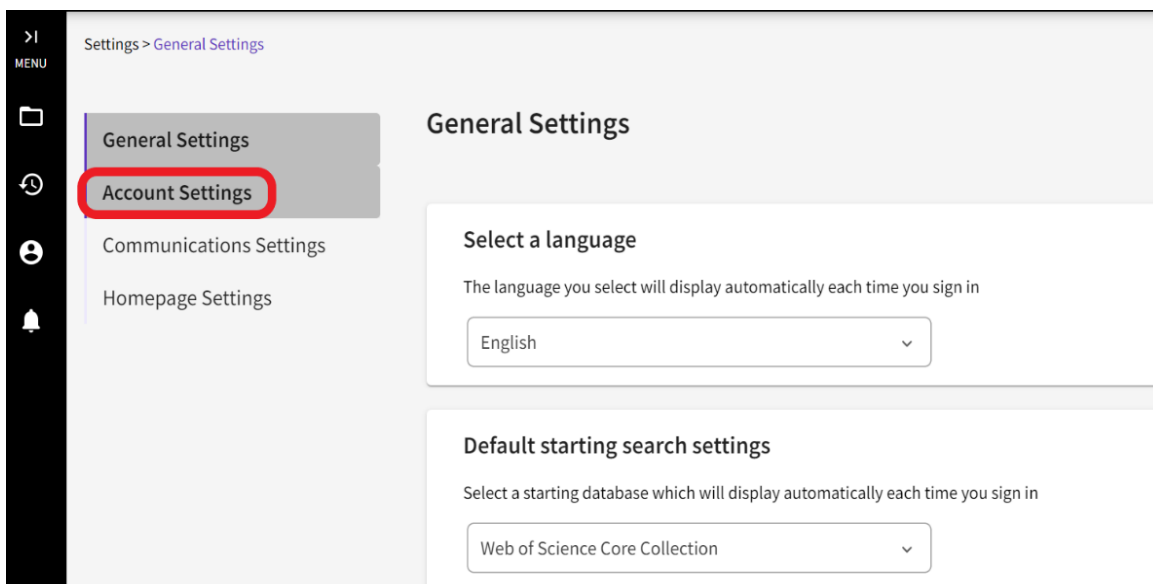 >I
MENU
Settings > General Settings
General Settings
Account Settings
Communications Settings
Homepage Settings
General Settings
Select a language
The language you select will display automatically each time you sign in
English
Default starting search settings
Select a starting database which will display automatically each time you sign in
Web of Science Core Collection